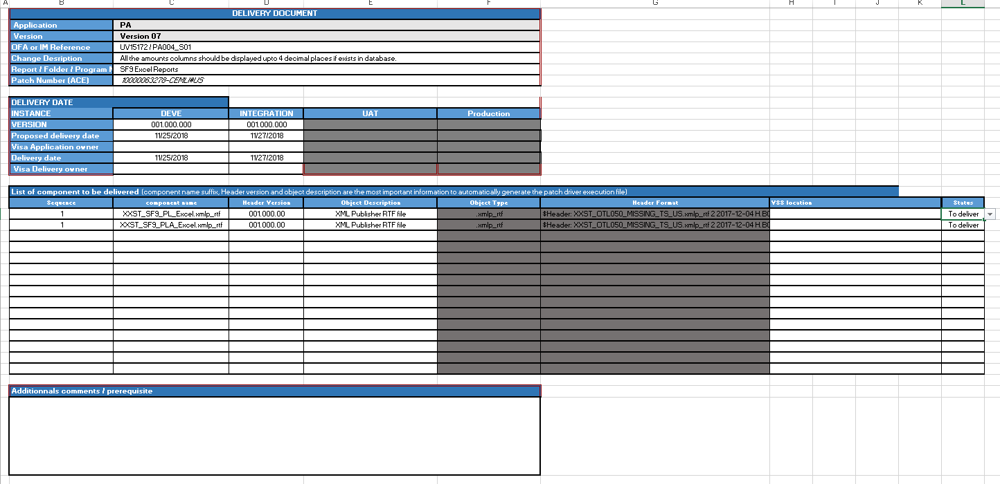 A B C D E F G H I J K L
DELIVERY DOCUMENT
Application PA
Version Version 07
OFA or IM Reference UV15172 / PA004_S01
Change Desription All the amounts columns should be displayed upto 4 decimal places if exists in database.
Report / Folder / Program N SF9 Excel Reports
Patch Number (ACE) 10000063278-CEMLI#US
DELIVERY DATE
INSTANCE DEVE INTEGRATION UAT Production
VERSION 001.000.000 001.000.000
Proposed delivery date 11/25/2018 11/27/2018
Visa Application owner
Delivery date 11/25/2018 11/27/2018
Visa Delivery owner
List of component to be delivered (component name suffix, Header version and object description are the most important information to automatically generate the patch driver execution file)
Sequence component name Header Version Object Description Object Type Header Format VSS location Status
1 XXST_SF9_PL_Excel.xmlp_rtf 001.000.00 XML Publisher RTF file .xmlp_rtf $Header: XXST_OTL050_MISSING_TS_US.xmlp_rtf 2 2017-12-04 H.BO To deliver
1 XXST_SF9_PLA_Excel.xmlp_rtf 001.000.00 XML Publisher RTF file .xmlp_rtf $Header: XXST_OTL050_MISSING_TS_US.xmlp_rtf 2 2017-12-04 H.BO To deliver
Additionnals comments / prerequisite